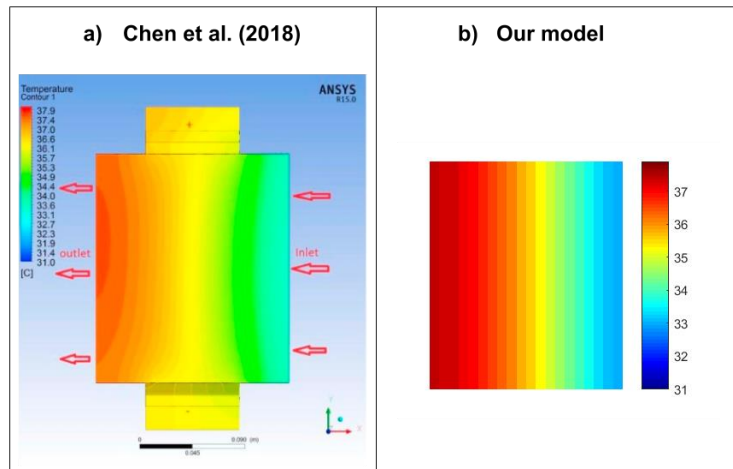 a) Chen et al. (2018)
b) Our model
Temperature
Contour 1
37.9
37.4
37.0
36.6
36.1
35.7
35.3
34.9
34.4
34.0
33.6
33.1
32.7
32.3
31.9
31.4
31.0
[C]
ANSYS
R15.0
outlet
Inlet
0
0.045
0.090 (m)
Y
X
37
36
35
34
33
32
31